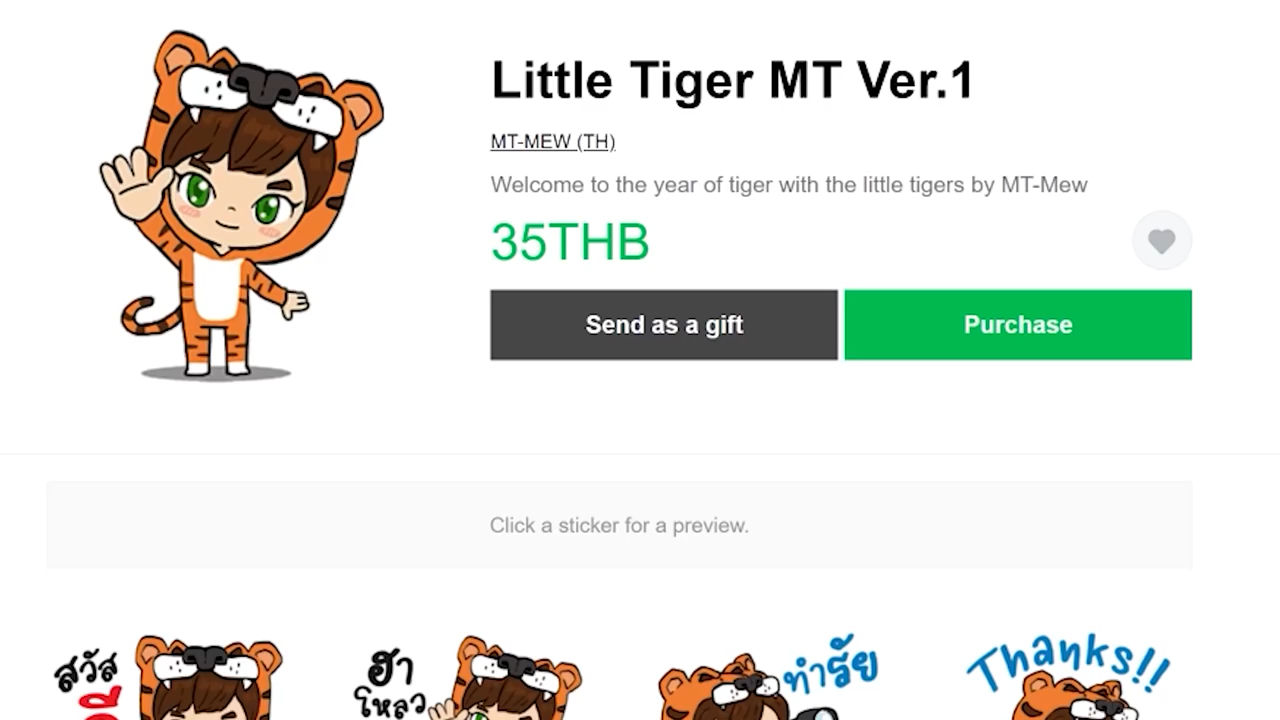 Little Tiger MT Ver.1
MT-MEW (TH)
Welcome to the year of tiger with the little tigers by MT-Mew
35THB
Send as a gift
Purchase
Click a sticker for a preview.
สวัส
ฮา
โหลว
ทำรัย
Thanks!!